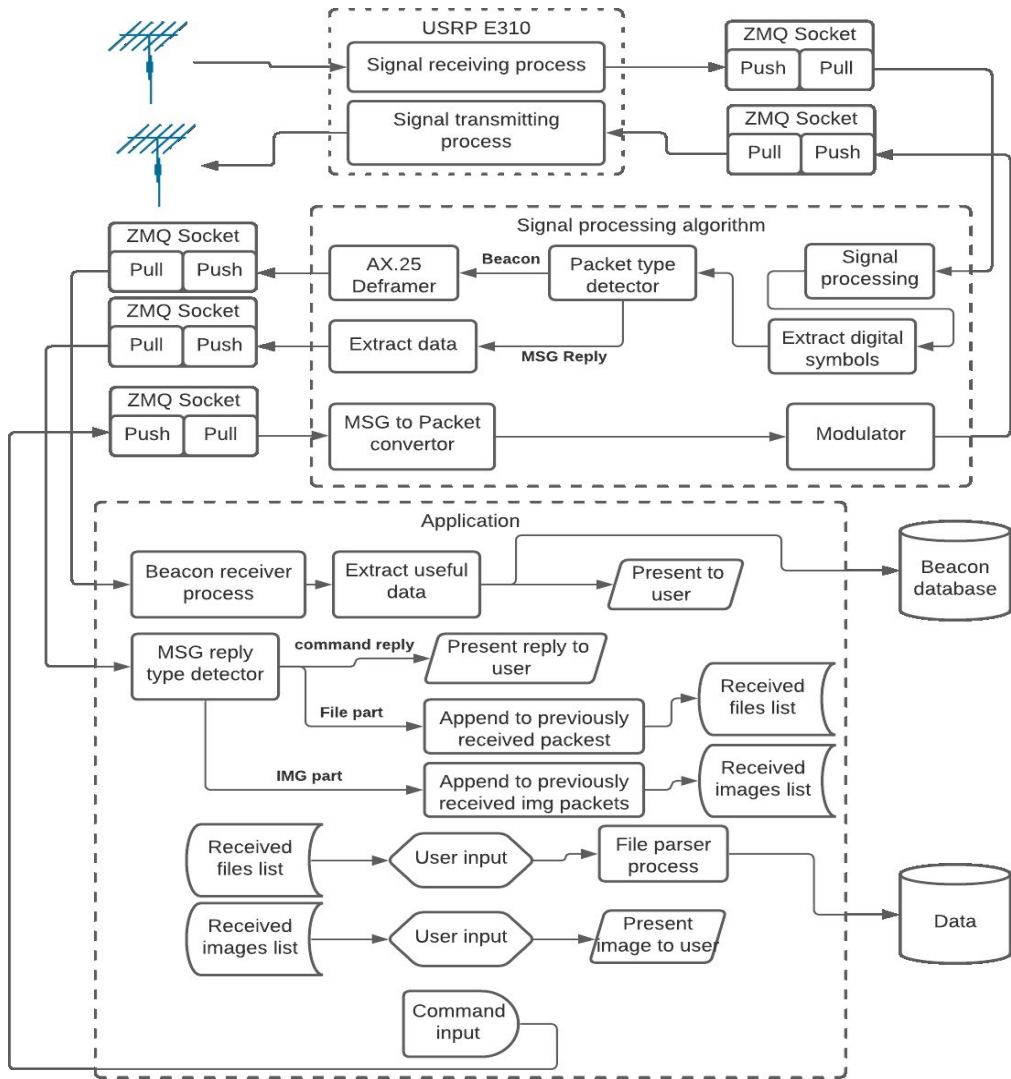 USRP E310
Signal receiving process
Signal transmitting
process
ZMQ Socket
Push
Pull
ZMQ Socket
Pull
Push
Signal processing algorithm
ZMQ Socket
Pull
Push
AX.25
Deframer
Beacon
Packet type
detector
Signal
processing
ZMQ Socket
Pull
Push
Extract data
MSG Reply
Extract digital
symbols
ZMQ Socket
Push
Pull
MSG to Packet
convertor
Modulator
Application
Beacon receiver
process
Extract useful
data
Present to
user
Beacon
database
MSG reply
type detector
command reply
Present reply to
user
File part
Append to previously
received packest
Received
files list
IMG part
Append to previously
received img packets
Received
images list
Received
files list
User input
File parser
process
Data
Received
images list
User input
Present
image to user
Command
input